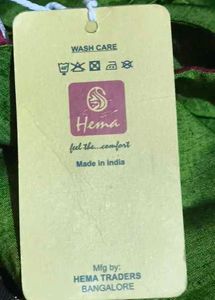 WASH CARE
Hema
feel the...comfort
Made in india
Mfg by:
HEMA TRADERS
BANGALORE